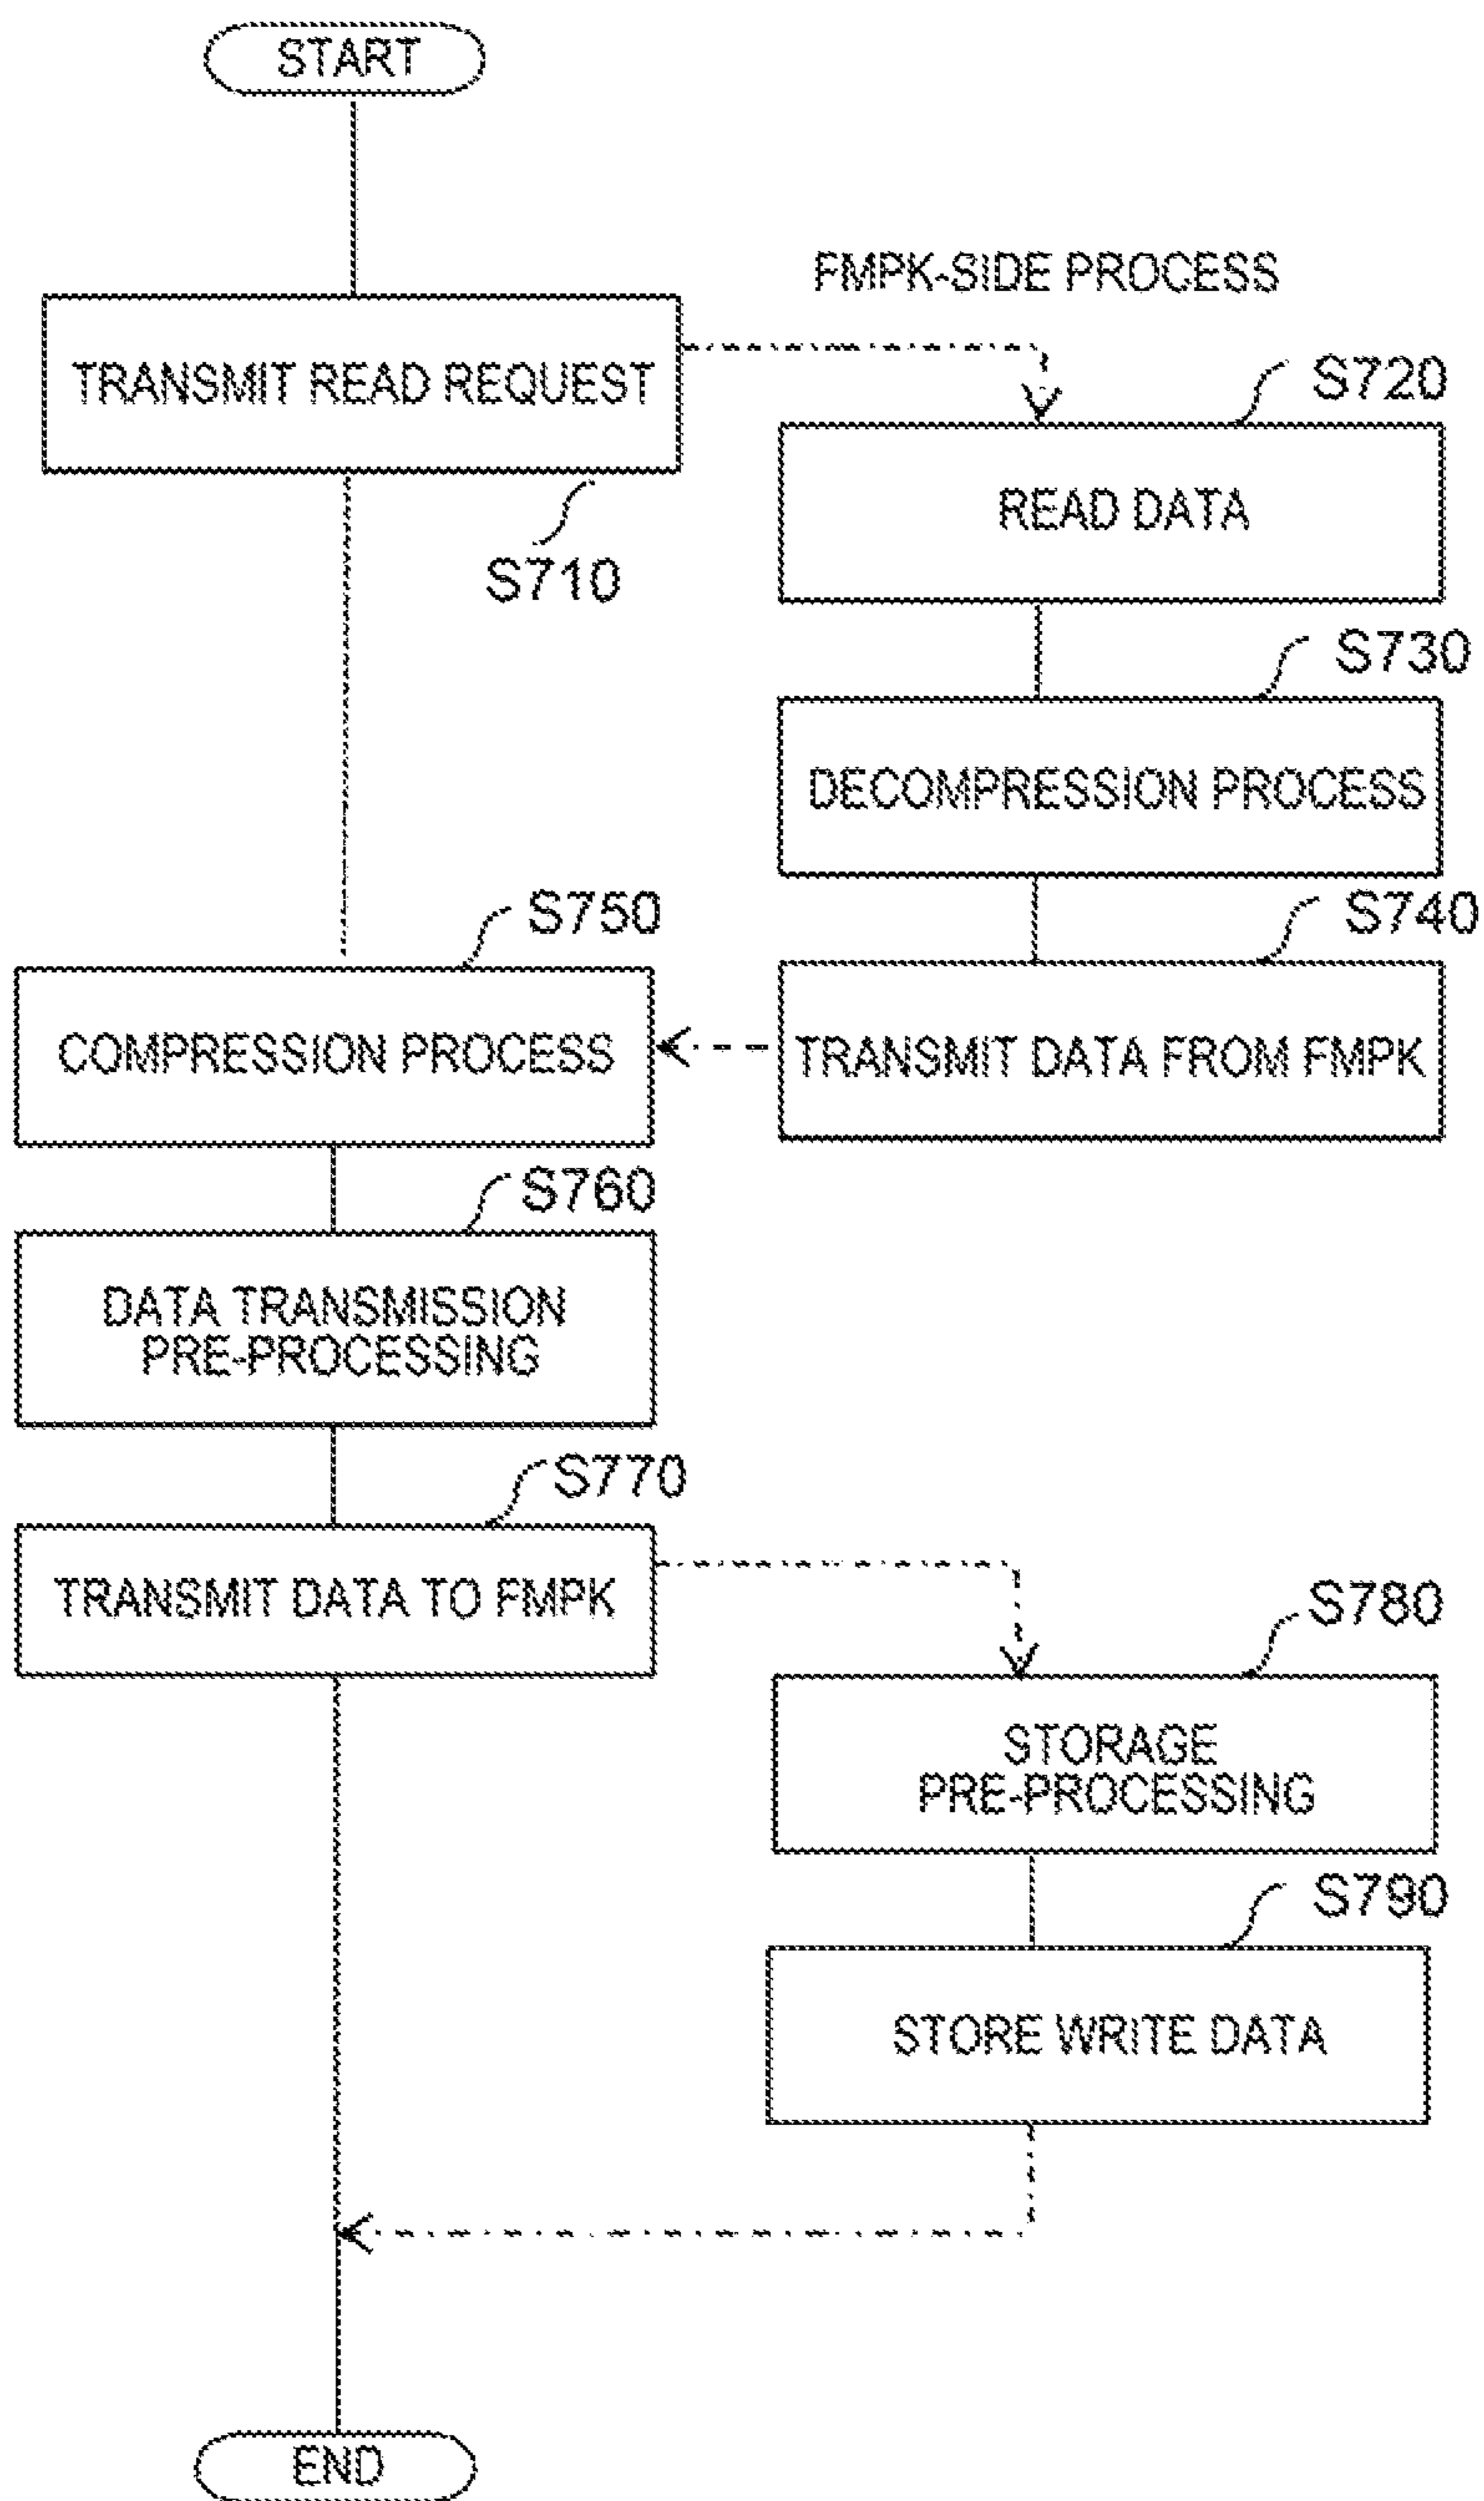 START
FMPK-SIDE PROCESS
TRANSMIT READ REQUEST
S710
S720
READ DATA
S730
DECOMPRESSION PROCESS
S740
TRANSMIT DATA FROM FMPK
S750
COMPRESSION PROCESS
S760
DATA TRANSMISSION
PRE-PROCESSING
S770
TRANSMIT DATA TO FMPK
S780
STORAGE
PRE-PROCESSING
S790
STORE WRITE DATA
END